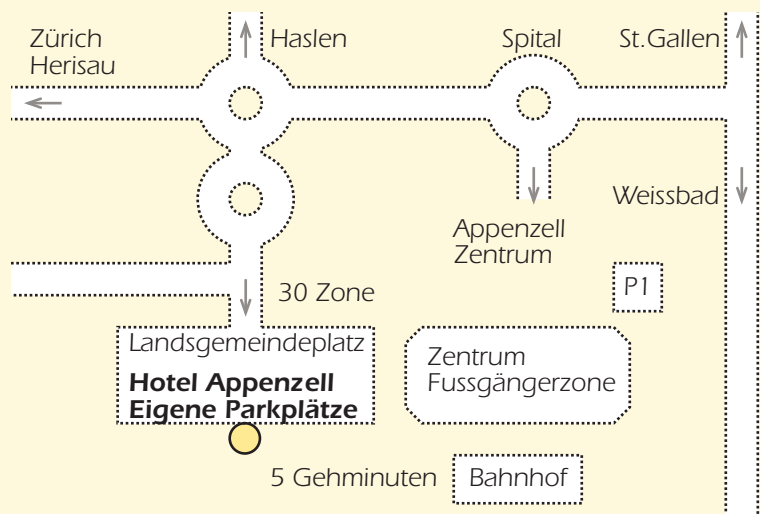 Zürich
Herisau
Haslen
Spital
St.Gallen
Weissbad
Appenzell
Zentrum
P1
30 Zone
Landsgemeindeplatz
Hotel Appenzell
Eigene Parkplätze
Zentrum
Fussgängerzone
5 Gehminuten
Bahnhof